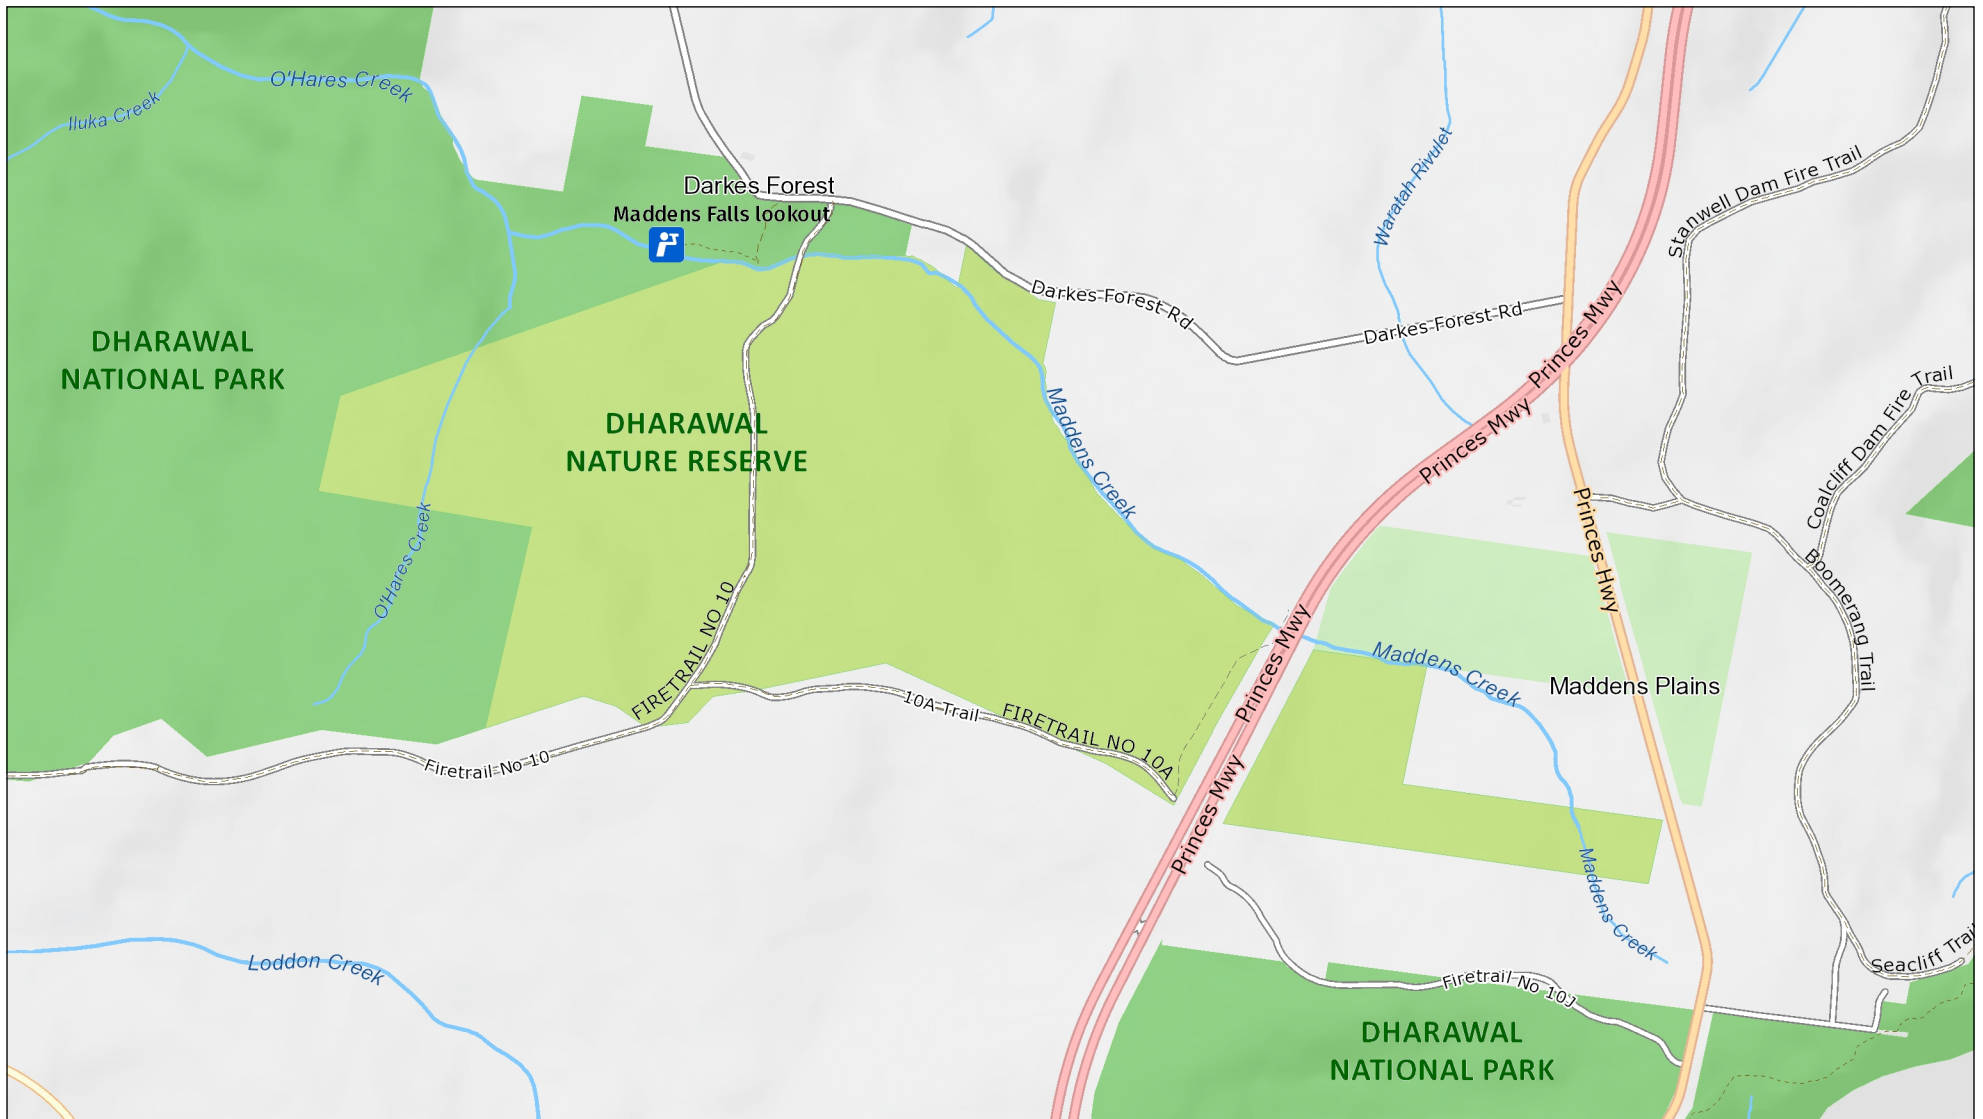 O'Hares Creek
Iluka Creek
Waratah Rivulet
Stanwell Dam Fire Trail
Darkes Forest
Maddens Falls lookout
Darkes Forest Rd
Darkes Forest Rd
Princes Mwy
Princes Mwy
DHARAWAL
NATIONAL PARK
DHARAWAL
NATURE RESERVE
Maddens Creek
Coalcliff Dam Fire Trail
O'Hares Creek
Princes Hwy
Boomerang Trail
FIRETRAIL NO 10
Princes Mwy
Maddens Creek
Maddens Plains
10A Trail
FIRETRAIL NO 10A
Firetrail No 10
Princes Mwy
Maddens Creek
Loddon Creek
Seacliff Trail
Firetrail No 10J
DHARAWAL
NATIONAL PARK